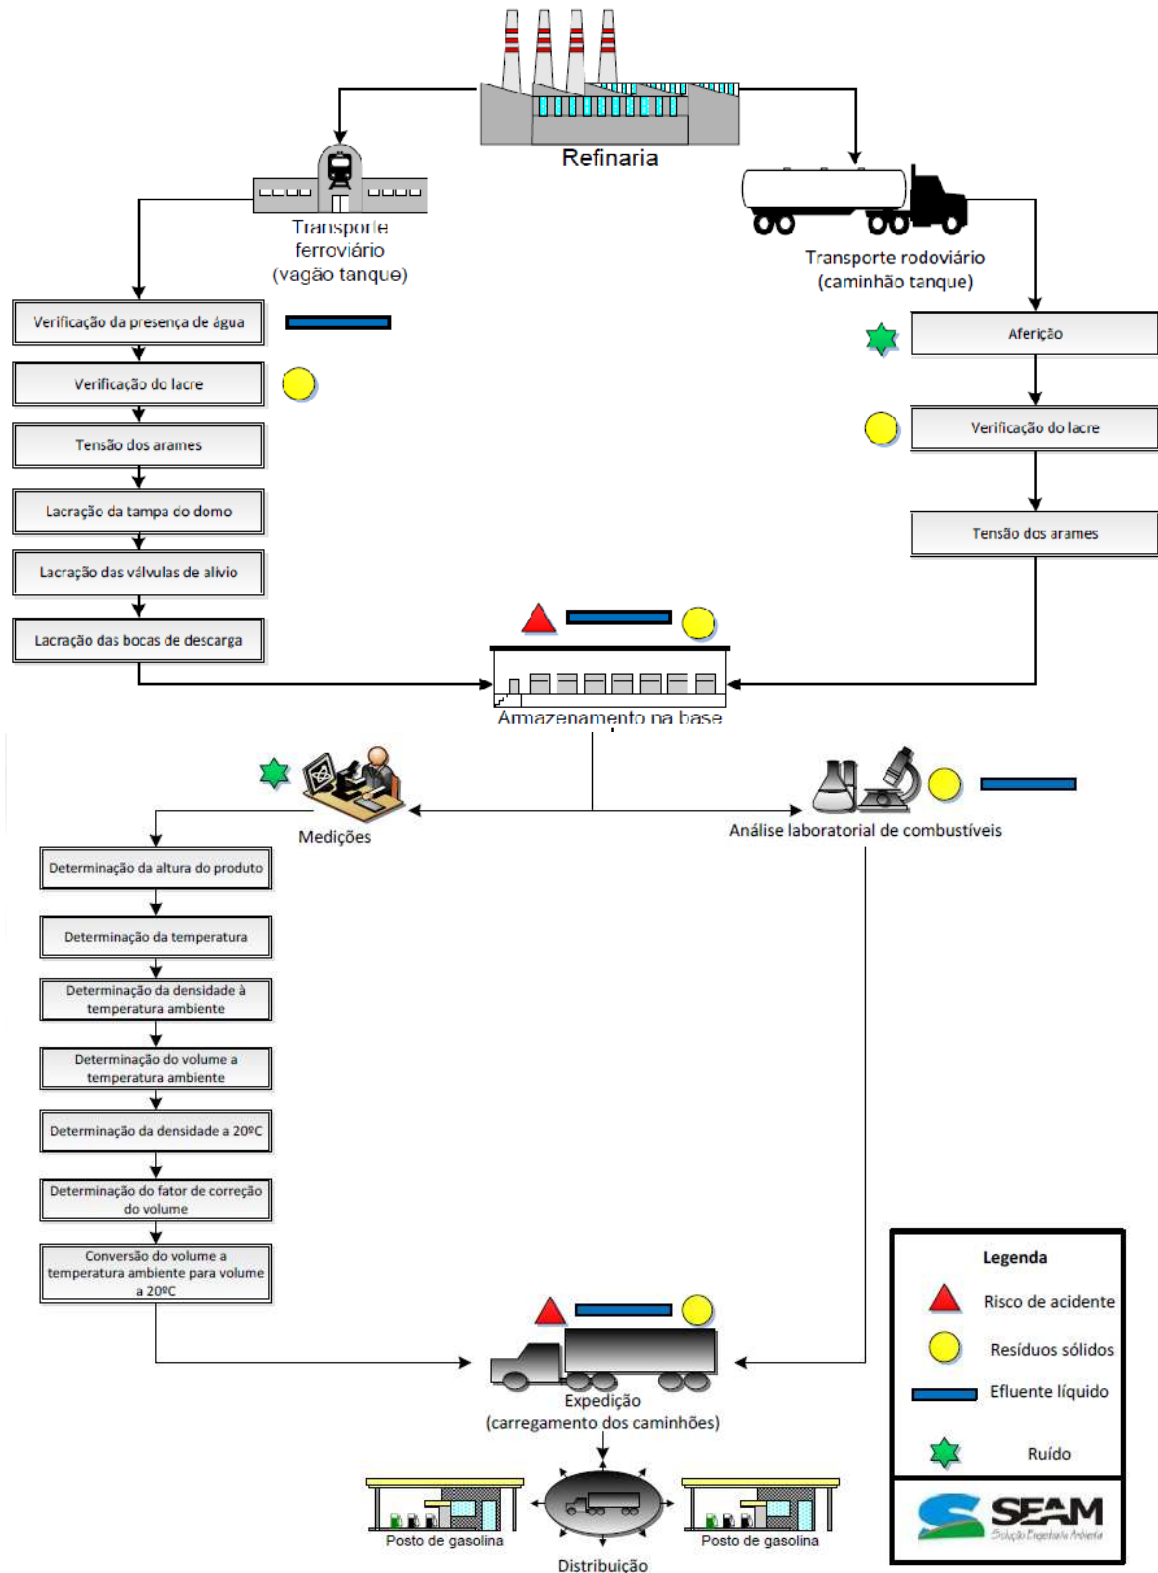 Refinaria
Transporte
ferroviário
(vagão tanque)
Transporte rodoviário
(caminhão tanque)
Verificação da presença de água
Verificação do lacre
Tensão dos arames
Lacração da tampa do domo
Lacração das válvulas de alívio
Lacração das bocas de descarga
Aferição
Verificação do lacre
Tensão dos arames
Armazenamento na base
Medições
Análise laboratorial de combustíveis
Determinação da altura do produto
Determinação da temperatura
Determinação da densidade à
temperatura ambiente
Determinação do volume a
temperatura ambiente
Determinação da densidade a 20ºC
Determinação do fator de correção
do volume
Conversão do volume a
temperatura ambiente para volume
a 20ºC
Expedição
(carregamento dos caminhões)
Posto de gasolina
Posto de gasolina
Distribuição
Legenda
Risco de acidente
Resíduos sólidos
Efluente líquido
Ruído
SEAM
Solução Engenharia Ambiental